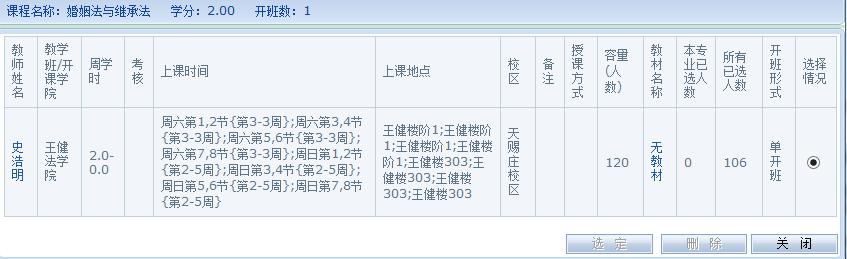 课程名称：婚姻法与继承法 学分：2.00 开班数：1
教师姓名 教学班/开课学院 周学时 考核 上课时间 上课地点 校区 备注 授课方式 容量(人数) 教材名称 本专业已选人数 所有已选人数 开班形式 选择情况
史浩明
王健法学院
2.0-0.0
周六第1,2节{第3-3周};周六第3,4节
{第3-3周};周六第5,6节{第3-3周};
周六第7,8节{第3-3周};周日第1,2节
{第2-5周};周日第3,4节{第2-5周};
周日第5,6节{第2-5周};周日第7,8节
{第2-5周}
王健楼阶1;王健楼阶
1;王健楼阶1;王健楼
阶1;王健楼303;王
健楼303;王健楼
303;王健楼303
天赐庄校区
120
无教材
0
106
单开班
选 定 删 除 关 闭